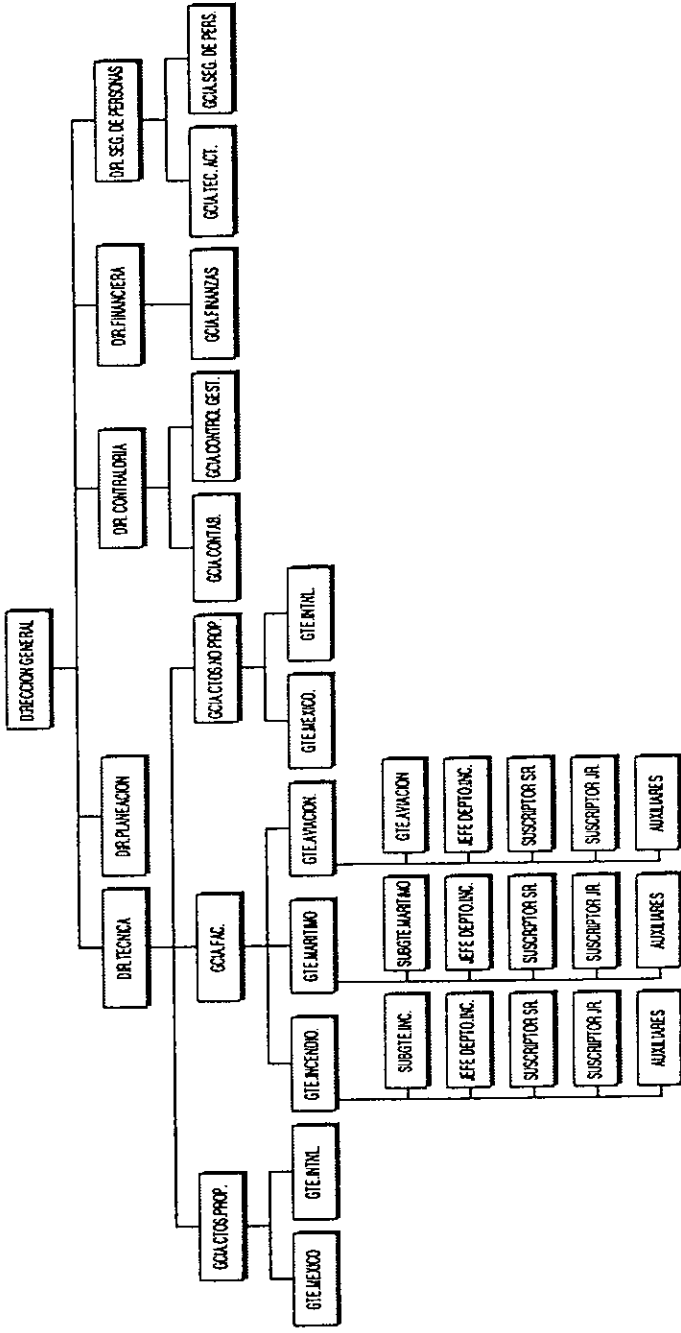 DIRECCION GENERAL
DIR. TECNICA
DIR. PLANEACION
DIR. CONTRALORIA
DIR. FINANCIERA
DIR. SEG. DE PERSONAS
GCIA.CTOS.PROP.
GCIA.FAC.
GCIA.CTOS.NO PROP.
GCIA.CONTAB.
GCIA.CONTROL GEST.
GCIA.FINANZAS
GCIA.TEC. ACT.
GCIA.SEG. DE PERS.
GTE.MEXICO
GTE.INTNL.
GTE.INCENDIO.
GTE.MARITIMO
GTE.AVIACION.
GTE.MEXICO.
GTE.INTNL.
SUBGTE.INC.
SUBGTE.MARITIMO
GTE.AVIACION
JEFE DEPTO.INC.
JEFE DEPTO.INC.
JEFE DEPTO.INC.
SUSCRIPTOR SR.
SUSCRIPTOR SR.
SUSCRIPTOR SR.
SUSCRIPTOR JR.
SUSCRIPTOR JR.
SUSCRIPTOR JR.
AUXILIARES
AUXILIARES
AUXILIARES